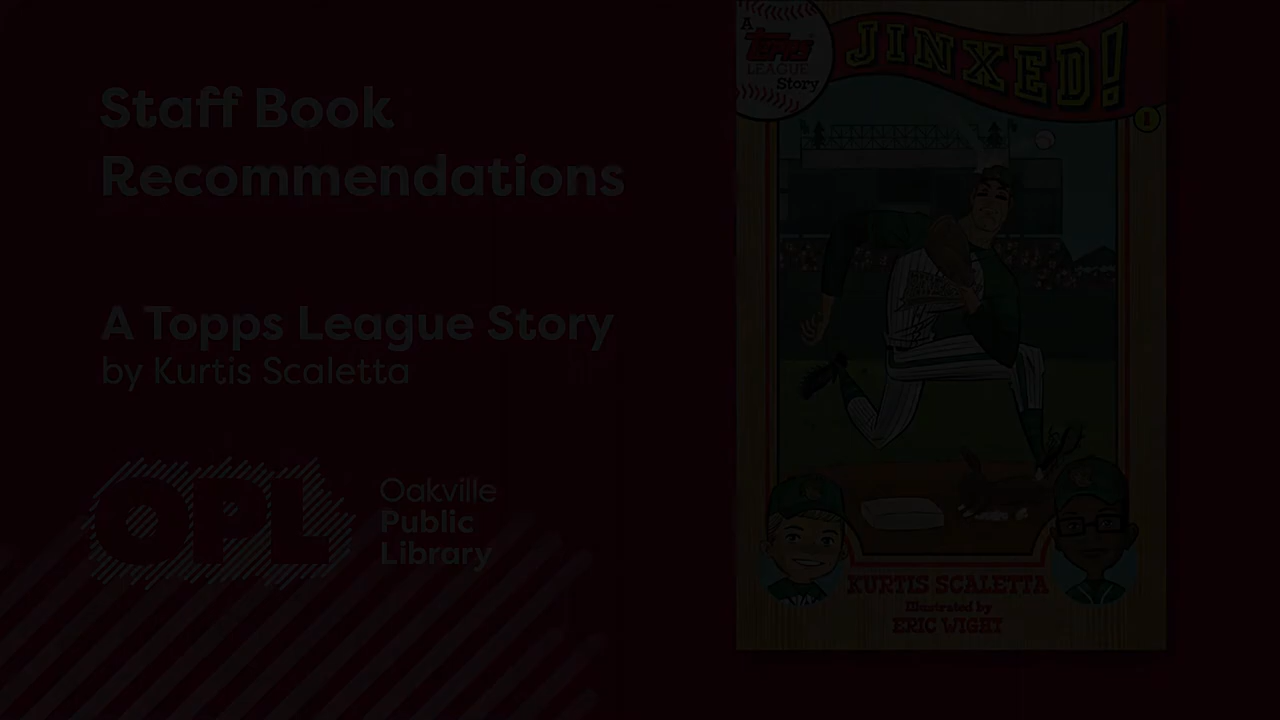 Staff Book
Recommendations
A Topps League Story
by Kurtis Scaletta
OPL
Oakville
Public
Library
A
Topps
LEAGUE
Story
JINXED!
1
KURTIS SCALETTA
Illustrated by
ERIC WIGHT